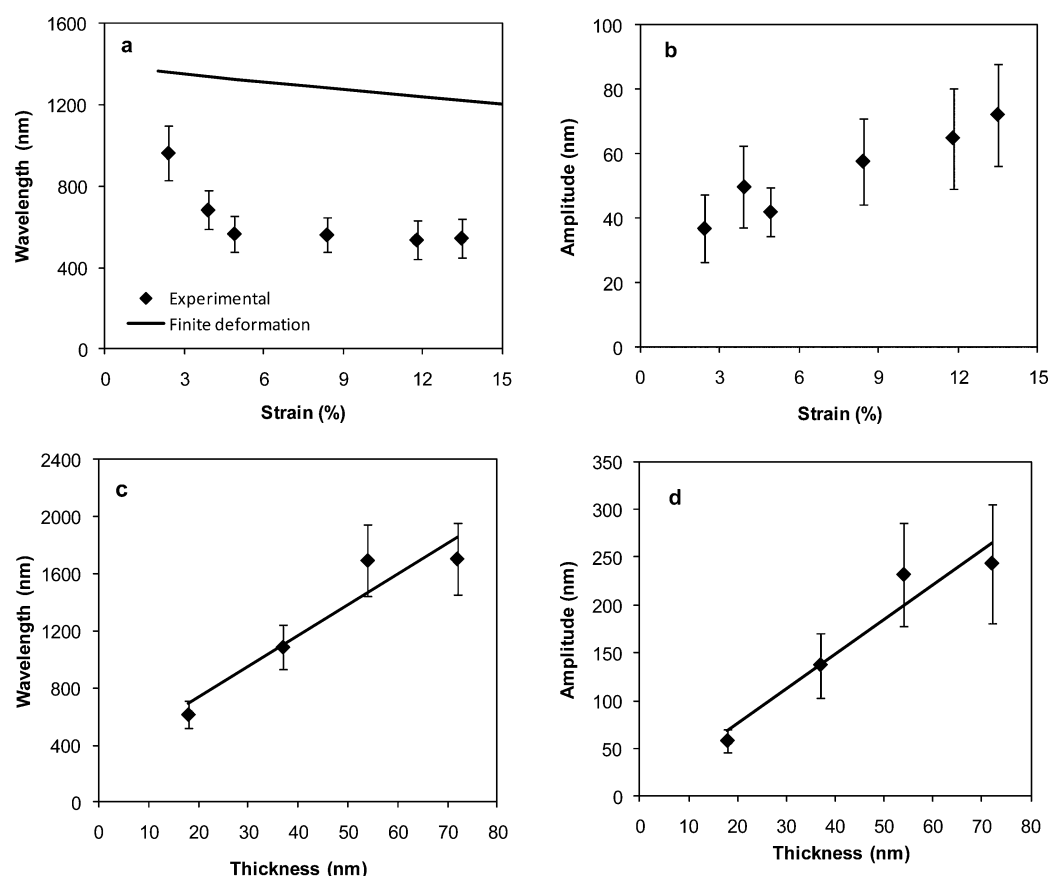 a
1600
1200
800
400
0
Wavelength (nm)
Experimental
Finite deformation
0 3 6 9 12 15
Strain (%)
b
100
80
60
40
20
0
Amplitude (nm)
0 3 6 9 12 15
Strain (%)
c
2400
2000
1600
1200
800
400
0
Wavelength (nm)
0 10 20 30 40 50 60 70 80
Thickness (nm)
d
350
300
250
200
150
100
50
0
Amplitude (nm)
0 10 20 30 40 50 60 70 80
Thickness (nm)